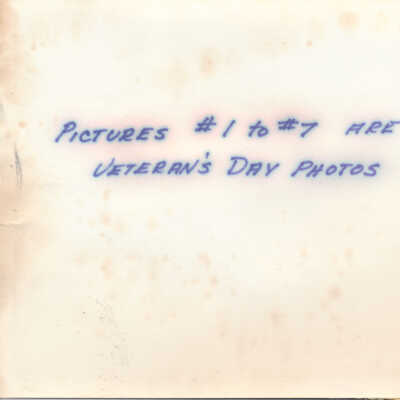 PICTURES #1 to #7 ARE
VETERAN'S DAY PHOTOS